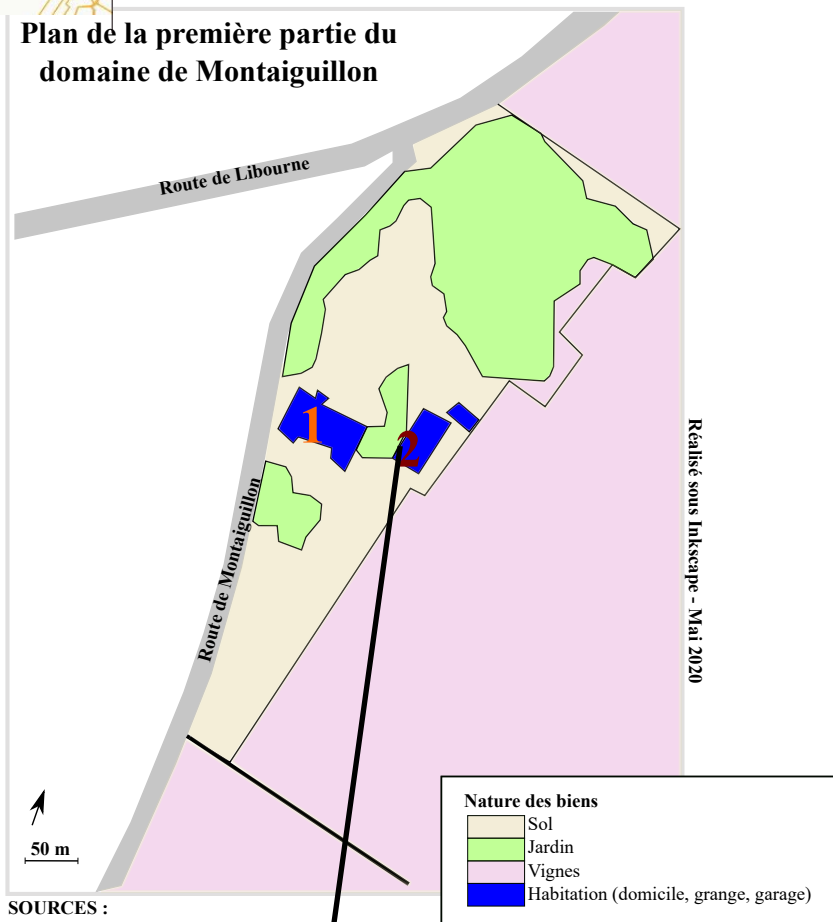 Plan de la première partie du
domaine de Montaiguillon
Route de Libourne
1
2
Route de Montaiguillon
Réalisé sous Inkscape - Mai 2020
50 m
Nature des biens
Sol
Jardin
Vignes
Habitation (domicile, grange, garage)
SOURCES :